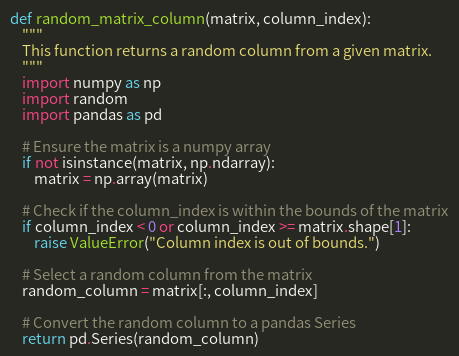 def random_matrix_column(matrix, column_index):
    """
    This function returns a random column from a given matrix.
    """
    import numpy as np
    import random
    import pandas as pd

    # Ensure the matrix is a numpy array
    if not isinstance(matrix, np.ndarray):
        matrix = np.array(matrix)

    # Check if the column_index is within the bounds of the matrix
    if column_index < 0 or column_index >= matrix.shape[1]:
        raise ValueError("Column index is out of bounds.")

    # Select a random column from the matrix
    random_column = matrix[:, column_index]

    # Convert the random column to a pandas Series
    return pd.Series(random_column)